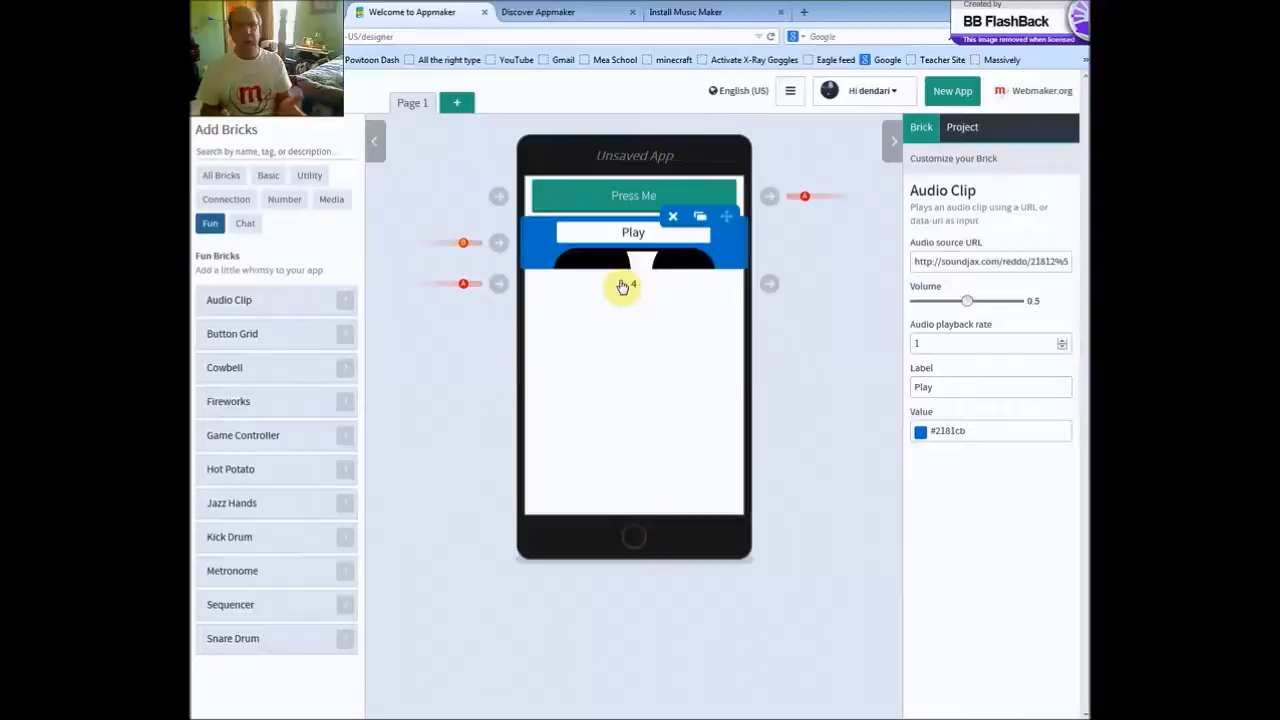 Created by
BB FlashBack
This image removed when licensed
Welcome to Appmaker
Discover Appmaker
Install Music Maker
-US/designer
Google
Powtoon Dash
All the right type
YouTube
Gmail
Mea School
minecraft
Activate X-Ray Goggles
Eagle feed
Google
Teacher Site
Massively
m
Page 1
+
English (US)
Hi dendari
New App
m
Webmaker.org
Add Bricks
Search by name, tag, or description...
All Bricks
Basic
Utility
Connection
Number
Media
Fun
Chat
Fun Bricks
Add a little whimsy to your app
Audio Clip
Button Grid
Cowbell
Fireworks
Game Controller
Hot Potato
Jazz Hands
Kick Drum
Metronome
Sequencer
Snare Drum
Unsaved App
Press Me
A
Play
B
A
4
Brick
Project
Customize your Brick
Audio Clip
Plays an audio clip using a URL or
data-uri as input
Audio source URL
http://soundjax.com/reddo/21812%5
Volume
0.5
Audio playback rate
1
Label
Play
Value
#2181cb